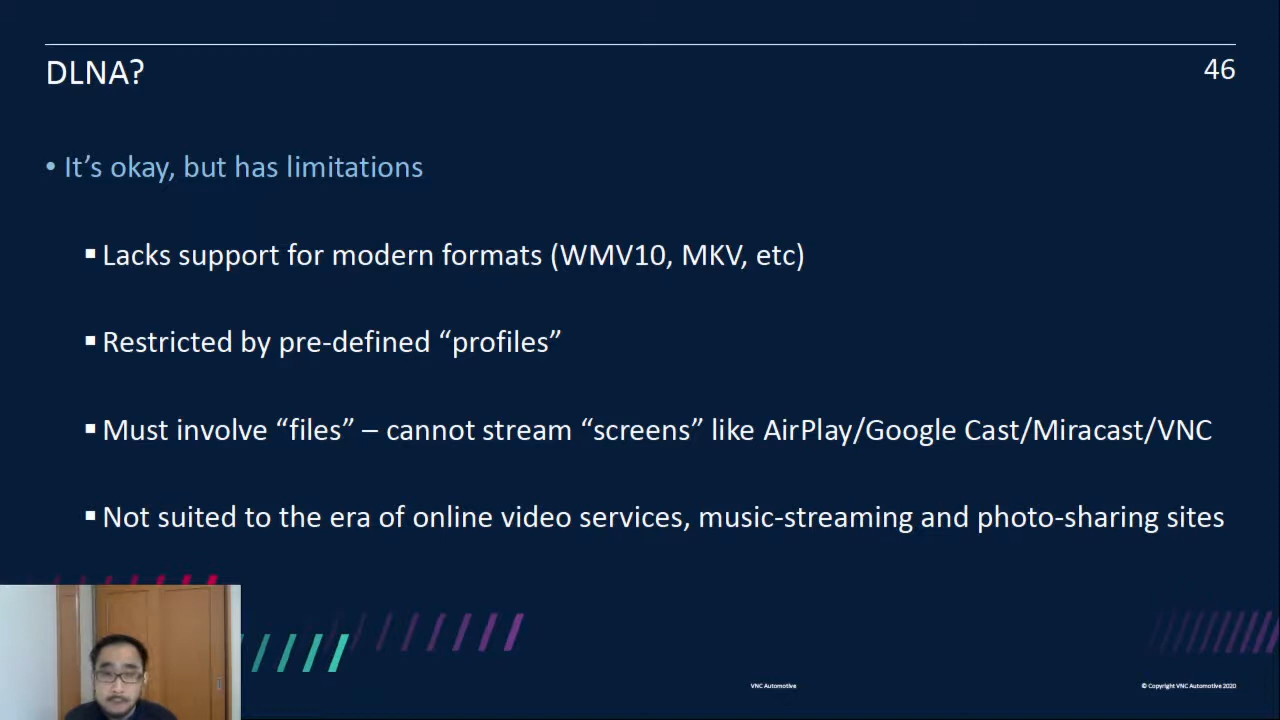 DLNA?
46
• It’s okay, but has limitations
▪ Lacks support for modern formats (WMV10, MKV, etc)
▪ Restricted by pre-defined “profiles”
▪ Must involve “files” – cannot stream “screens” like AirPlay/Google Cast/Miracast/VNC
▪ Not suited to the era of online video services, music-streaming and photo-sharing sites
VNC Automotive
© Copyright VNC Automotive 2020